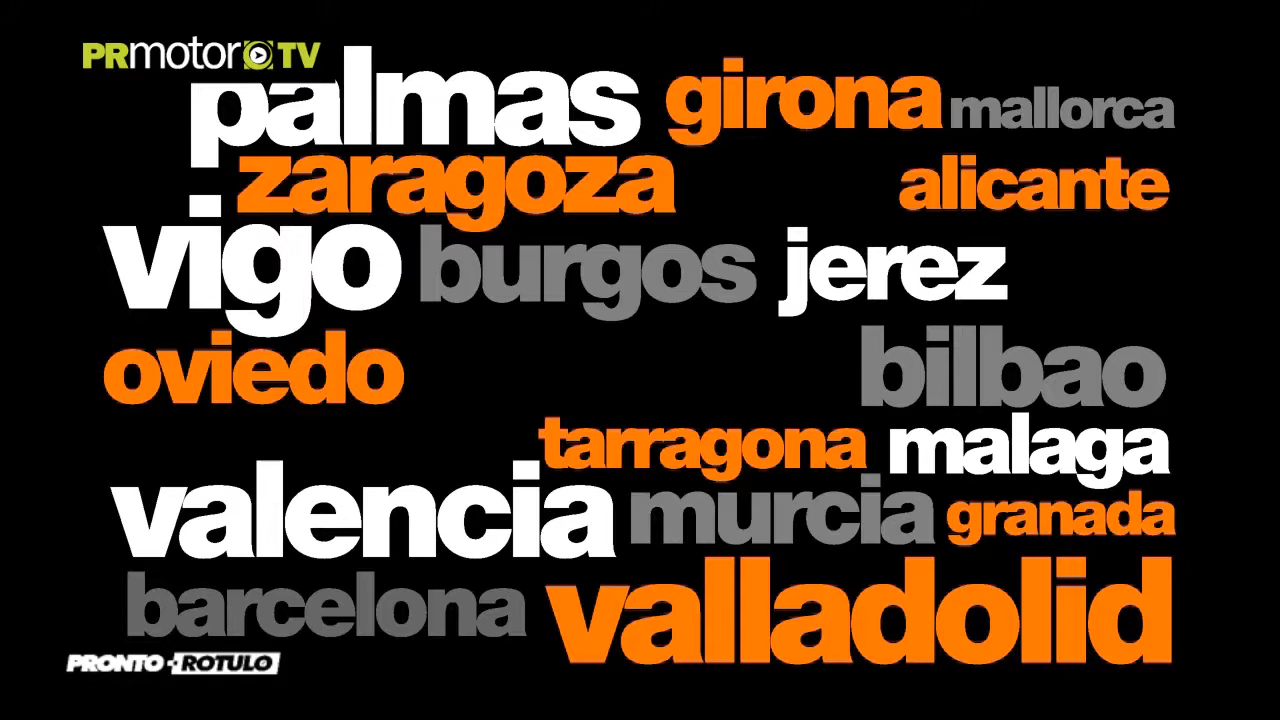 PRmotor TV
palmas girona mallorca
zaragoza alicante
vigo burgos jerez
oviedo bilbao
tarragona malaga
valencia murcia granada
barcelona valladolid
PRONTO-ROTULO